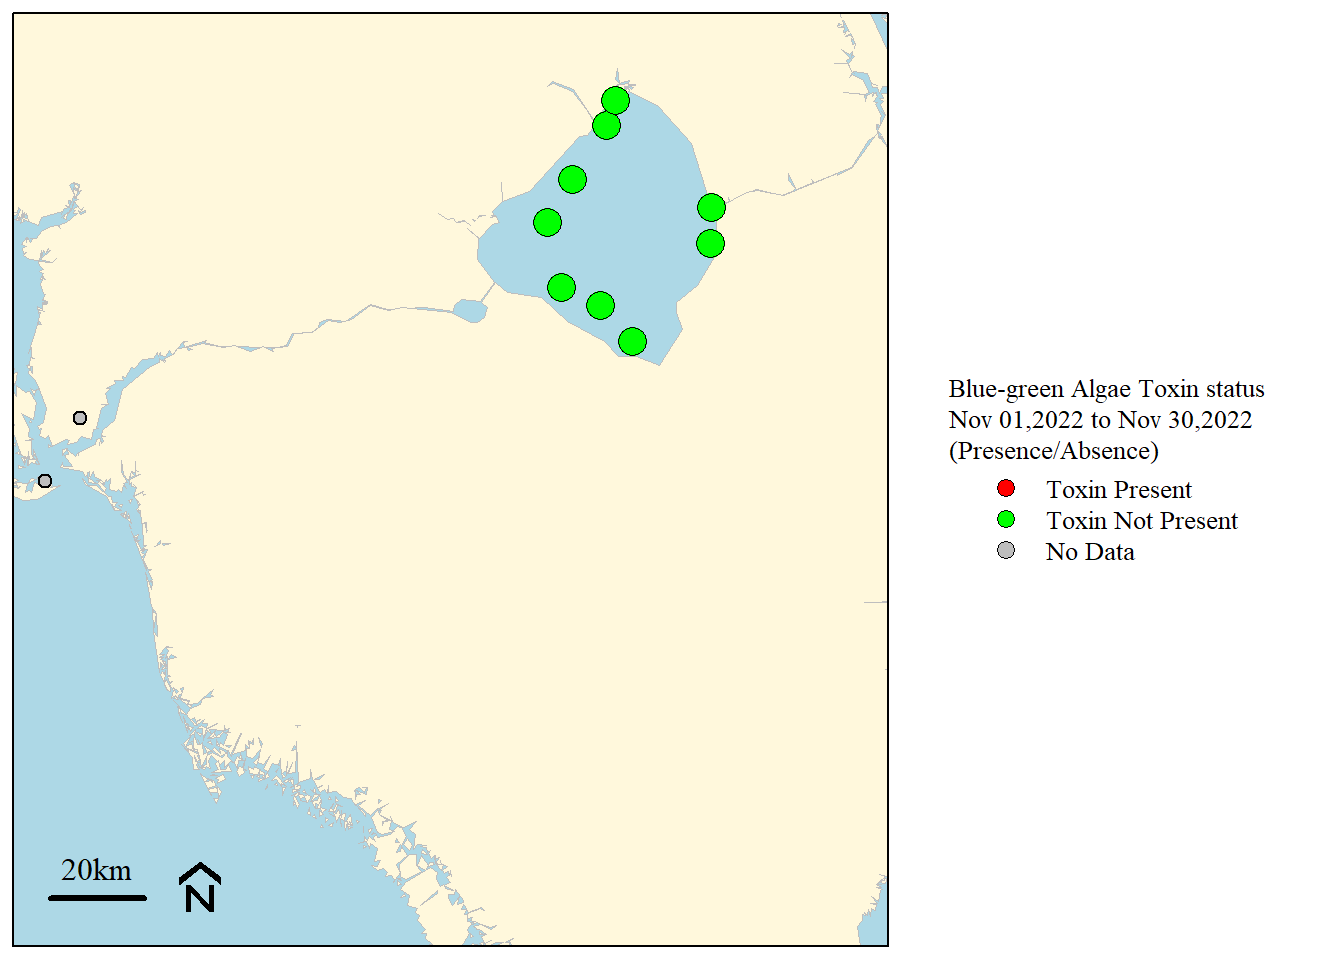 Blue-green Algae Toxin status
Nov 01,2022 to Nov 30,2022
(Presence/Absence)
Toxin Present
Toxin Not Present
No Data
20km
N